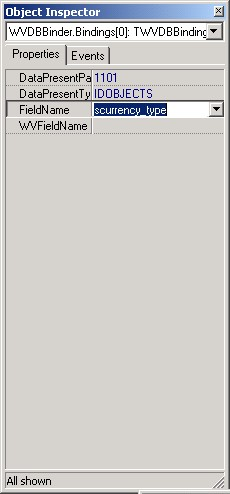 Object Inspector
WVDBBinder.Bindings[0]: TWVDBBinding
Properties Events
DataPresentPa 1101
DataPresentTy IDOBJECTS
FieldName scurrency_type
WVFieldName
All shown